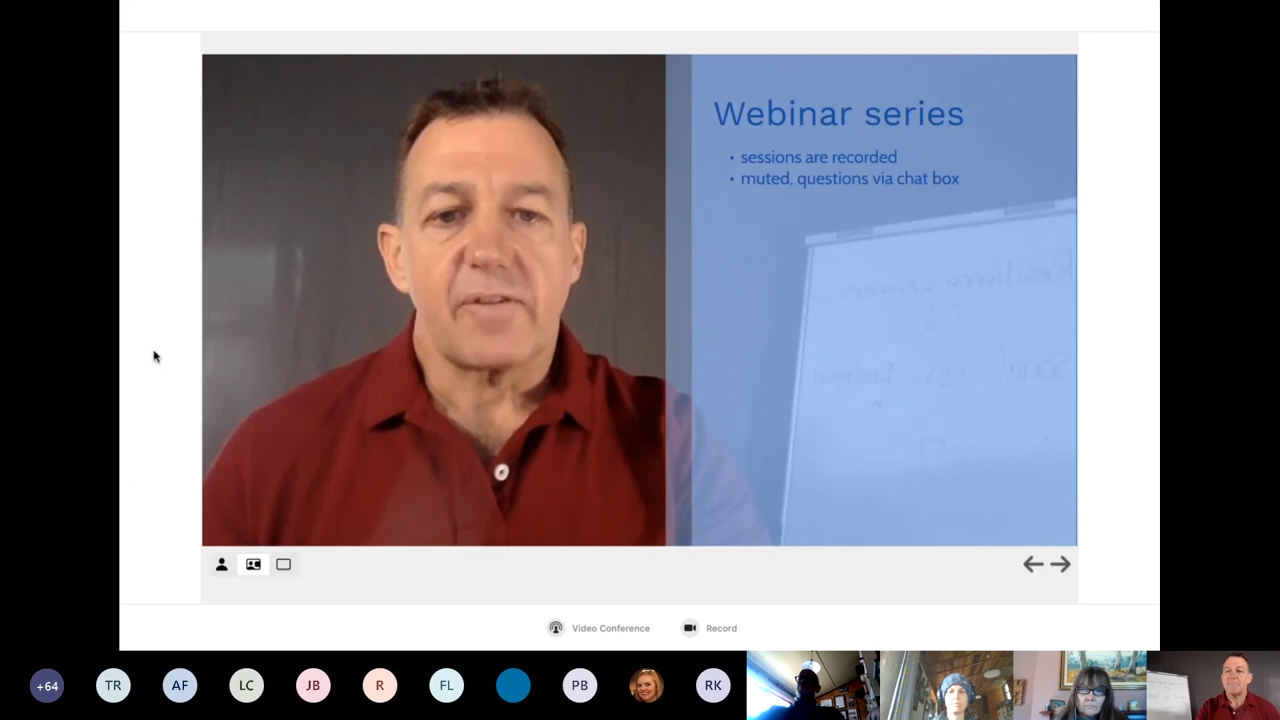 Webinar series
• sessions are recorded
• muted, questions via chat box
Video Conference
Record
+64
TR
AF
LC
JB
R
FL
PB
RK